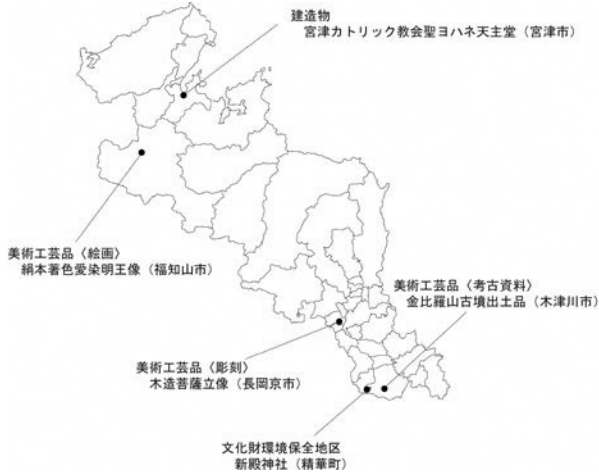 建造物
宮津カトリック教会聖ヨハネ天主堂（宮津市）
美術工芸品〈絵画〉
絹本著色愛染明王像（福知山市）
美術工芸品〈考古資料〉
金比羅山古墳出土品（木津川市）
美術工芸品〈彫刻〉
木造菩薩立像（長岡京市）
文化財環境保全地区
新殿神社（精華町）